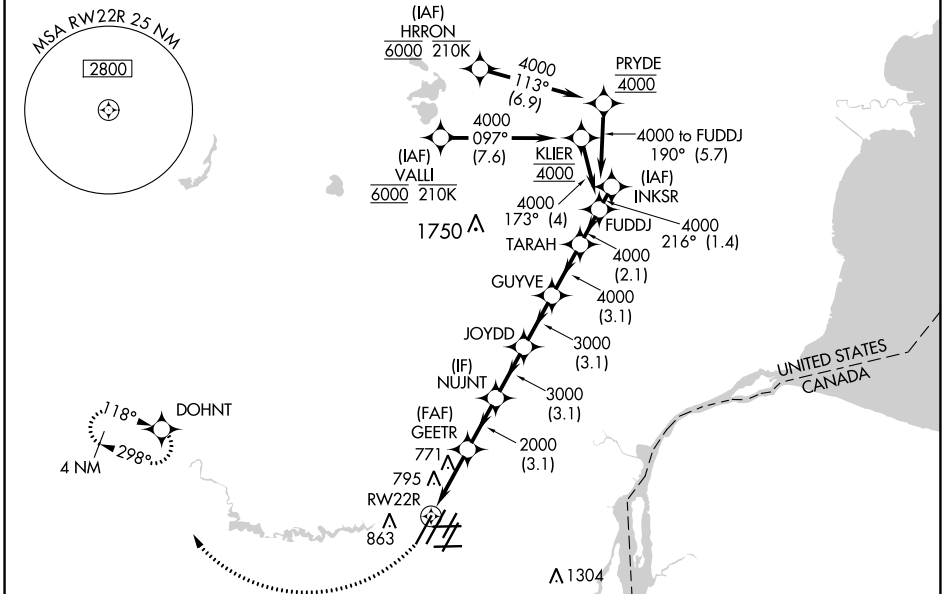 MSA RW22R 25 NM
2800
(IAF)
HRRON
6000 210K
4000
113°
(6.9)
PRYDE
4000
4000
097°
(7.6)
(IAF)
VALLI
6000 210K
KLIER
4000
4000 to FUDDJ
190° (5.7)
(IAF)
INKSR
4000
173° (4)
FUDDJ
4000
216° (1.4)
1750
TARAH
4000
(2.1)
GUYVE
4000
(3.1)
JOYDD
3000
(3.1)
(IF)
NUJNT
3000
(3.1)
UNITED STATES
CANADA
(FAF)
GEETR
2000
(3.1)
118°
DOHNT
298°
4 NM
771
795
RW22R
863
1304